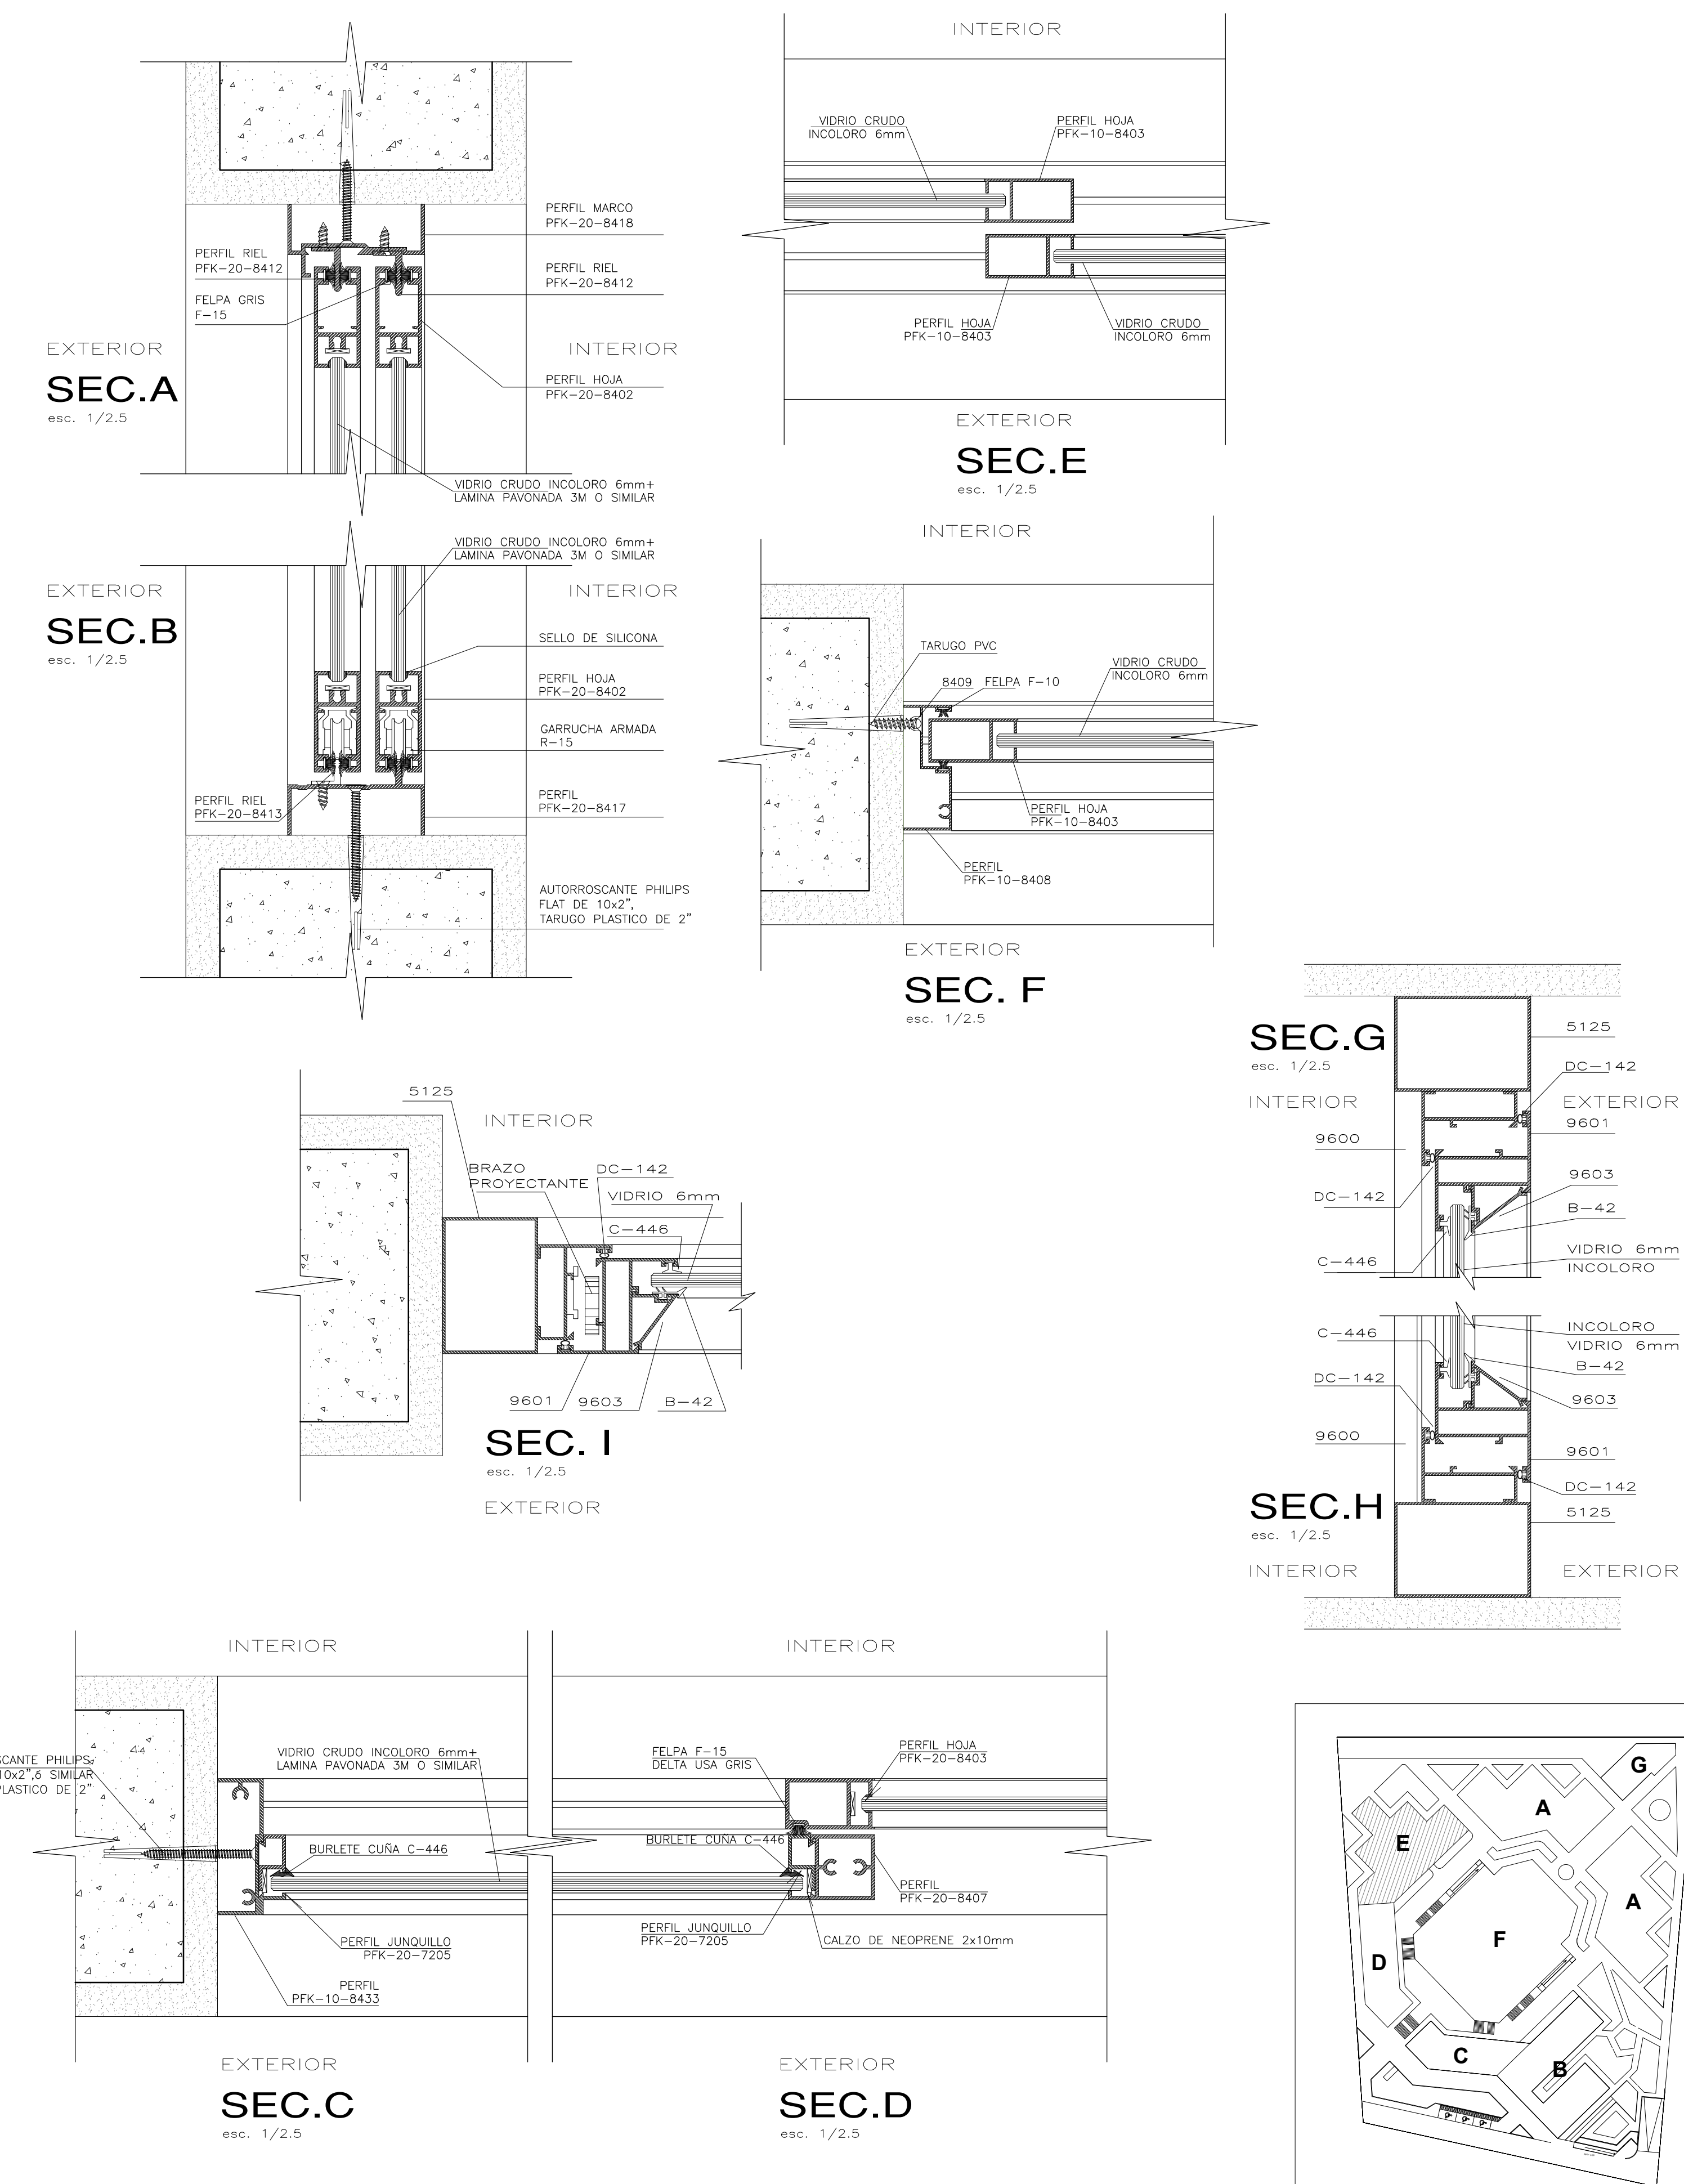 PERFIL MARCO
PFK-20-8418
PERFIL RIEL
PFK-20-8412
PERFIL RIEL
PFK-20-8412
FELPA GRIS
F-15
EXTERIOR
INTERIOR
SEC.A
esc. 1/2.5
PERFIL HOJA
PFK-20-8402
VIDRIO CRUDO INCOLORO 6mm+
LAMINA PAVONADA 3M O SIMILAR
VIDRIO CRUDO INCOLORO 6mm+
LAMINA PAVONADA 3M O SIMILAR
EXTERIOR
INTERIOR
SEC.B
esc. 1/2.5
SELLO DE SILICONA
PERFIL HOJA
PFK-20-8402
GARRUCHA ARMADA
R-15
PERFIL RIEL
PFK-20-8413
PERFIL
PFK-20-8417
AUTORROSCANTE PHILIPS
FLAT DE 10x2",
TARUGO PLASTICO DE 2"
INTERIOR
VIDRIO CRUDO
INCOLORO 6mm
PERFIL HOJA
PFK-10-8403
PERFIL HOJA
PFK-10-8403
VIDRIO CRUDO
INCOLORO 6mm
EXTERIOR
SEC.E
esc. 1/2.5
INTERIOR
TARUGO PVC
8409
FELPA F-10
VIDRIO CRUDO
INCOLORO 6mm
PERFIL HOJA
PFK-10-8403
PERFIL
PFK-10-8408
EXTERIOR
SEC. F
esc. 1/2.5
SEC.G
esc. 1/2.5
5125
DC-142
INTERIOR
EXTERIOR
9601
9600
9603
DC-142
B-42
C-446
VIDRIO 6mm
INCOLORO
C-446
INCOLORO
VIDRIO 6mm
B-42
DC-142
9603
9600
9601
DC-142
SEC.H
esc. 1/2.5
5125
INTERIOR
EXTERIOR
5125
INTERIOR
BRAZO
PROYECTANTE
DC-142
VIDRIO 6mm
C-446
9601
9603
B-42
SEC. I
esc. 1/2.5
EXTERIOR
INTERIOR
SCANTE PHILIPS
10x2",ó SIMILAR
PLASTICO DE 2"
VIDRIO CRUDO INCOLORO 6mm+
LAMINA PAVONADA 3M O SIMILAR
BURLETE CUÑA C-446
PERFIL JUNQUILLO
PFK-20-7205
PERFIL
PFK-10-8433
EXTERIOR
SEC.C
esc. 1/2.5
INTERIOR
FELPA F-15
DELTA USA GRIS
PERFIL HOJA
PFK-20-8403
BURLETE CUÑA C-446
PERFIL
PFK-20-8407
PERFIL JUNQUILLO
PFK-20-7205
CALZO DE NEOPRENE 2x10mm
EXTERIOR
SEC.D
esc. 1/2.5
G
A
E
A
F
D
C
B